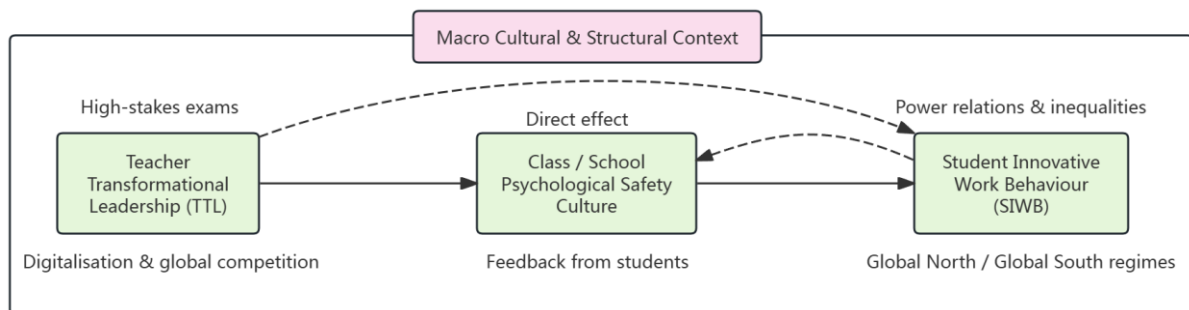 Macro Cultural & Structural Context
High-stakes exams
Power relations & inequalities
Direct effect
Teacher
Transformational
Leadership (TTL)
Class / School
Psychological Safety
Culture
Student Innovative
Work Behaviour
(SIWB)
Digitalisation & global competition
Feedback from students
Global North / Global South regimes